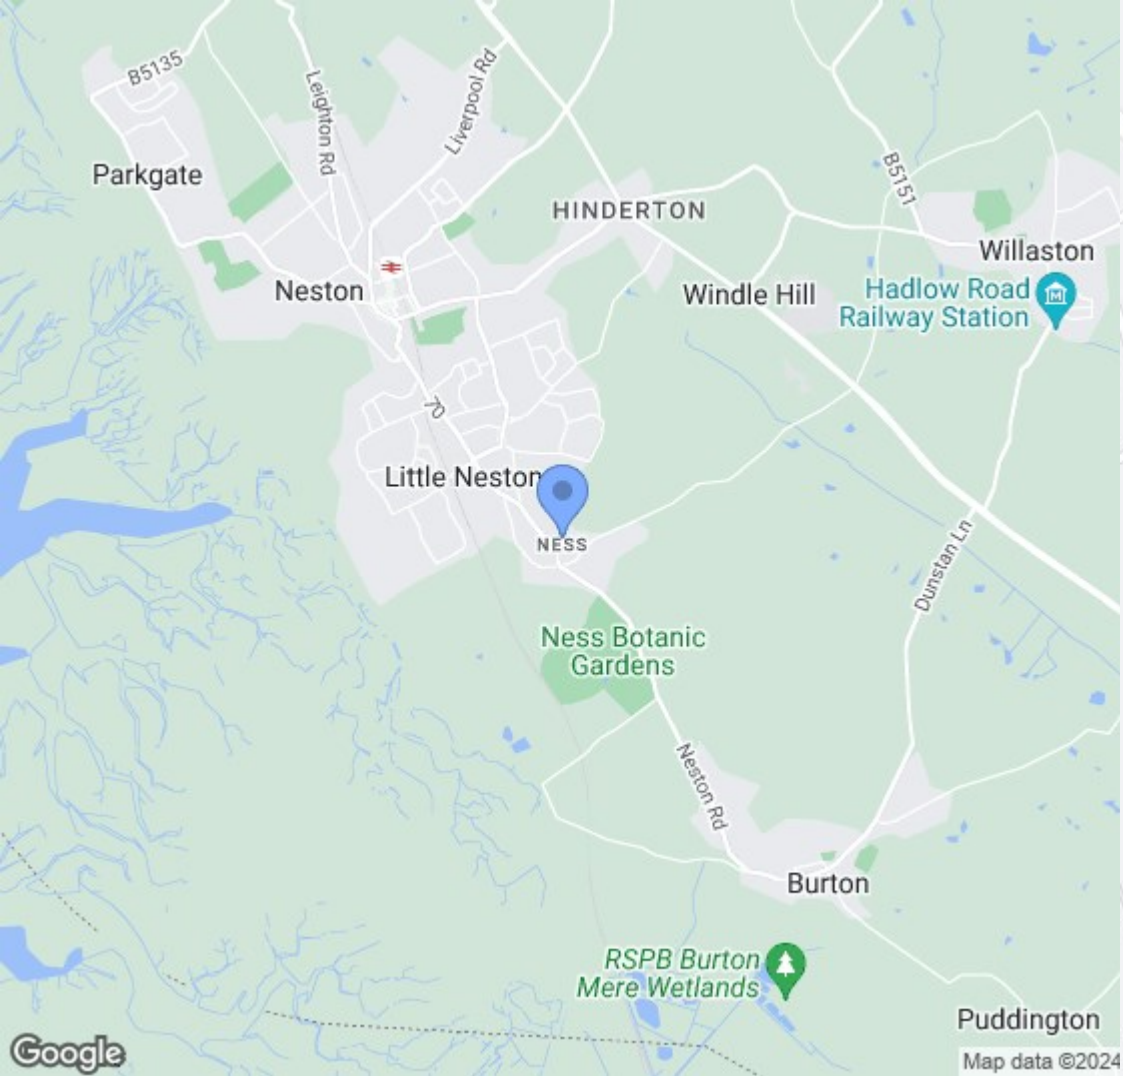 B5135
Leighton Rd
Liverpool Rd
Parkgate
B5151
HINDERTON
Willaston
Neston
Windle Hill
Hadlow Road
Railway Station
70
Little Neston
NESS
Dunstan Ln
Ness Botanic
Gardens
Neston Rd
Burton
RSPB Burton
Mere Wetlands
Puddington
Google
Map data ©2024